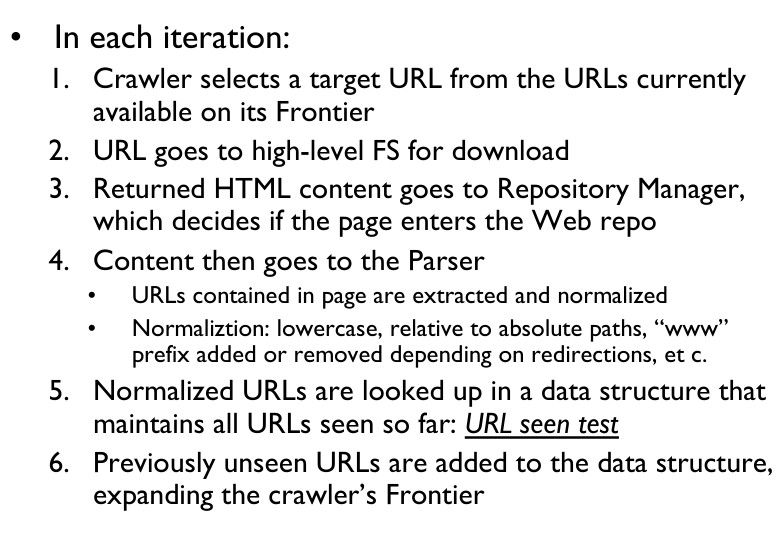 • In each iteration:
1. Crawler selects a target URL from the URLs currently
available on its Frontier
2. URL goes to high-level FS for download
3. Returned HTML content goes to Repository Manager,
which decides if the page enters the Web repo
4. Content then goes to the Parser
• URLs contained in page are extracted and normalized
• Normaliztion: lowercase, relative to absolute paths, “www”
prefix added or removed depending on redirections, et c.
5. Normalized URLs are looked up in a data structure that
maintains all URLs seen so far: URL seen test
6. Previously unseen URLs are added to the data structure,
expanding the crawler’s Frontier